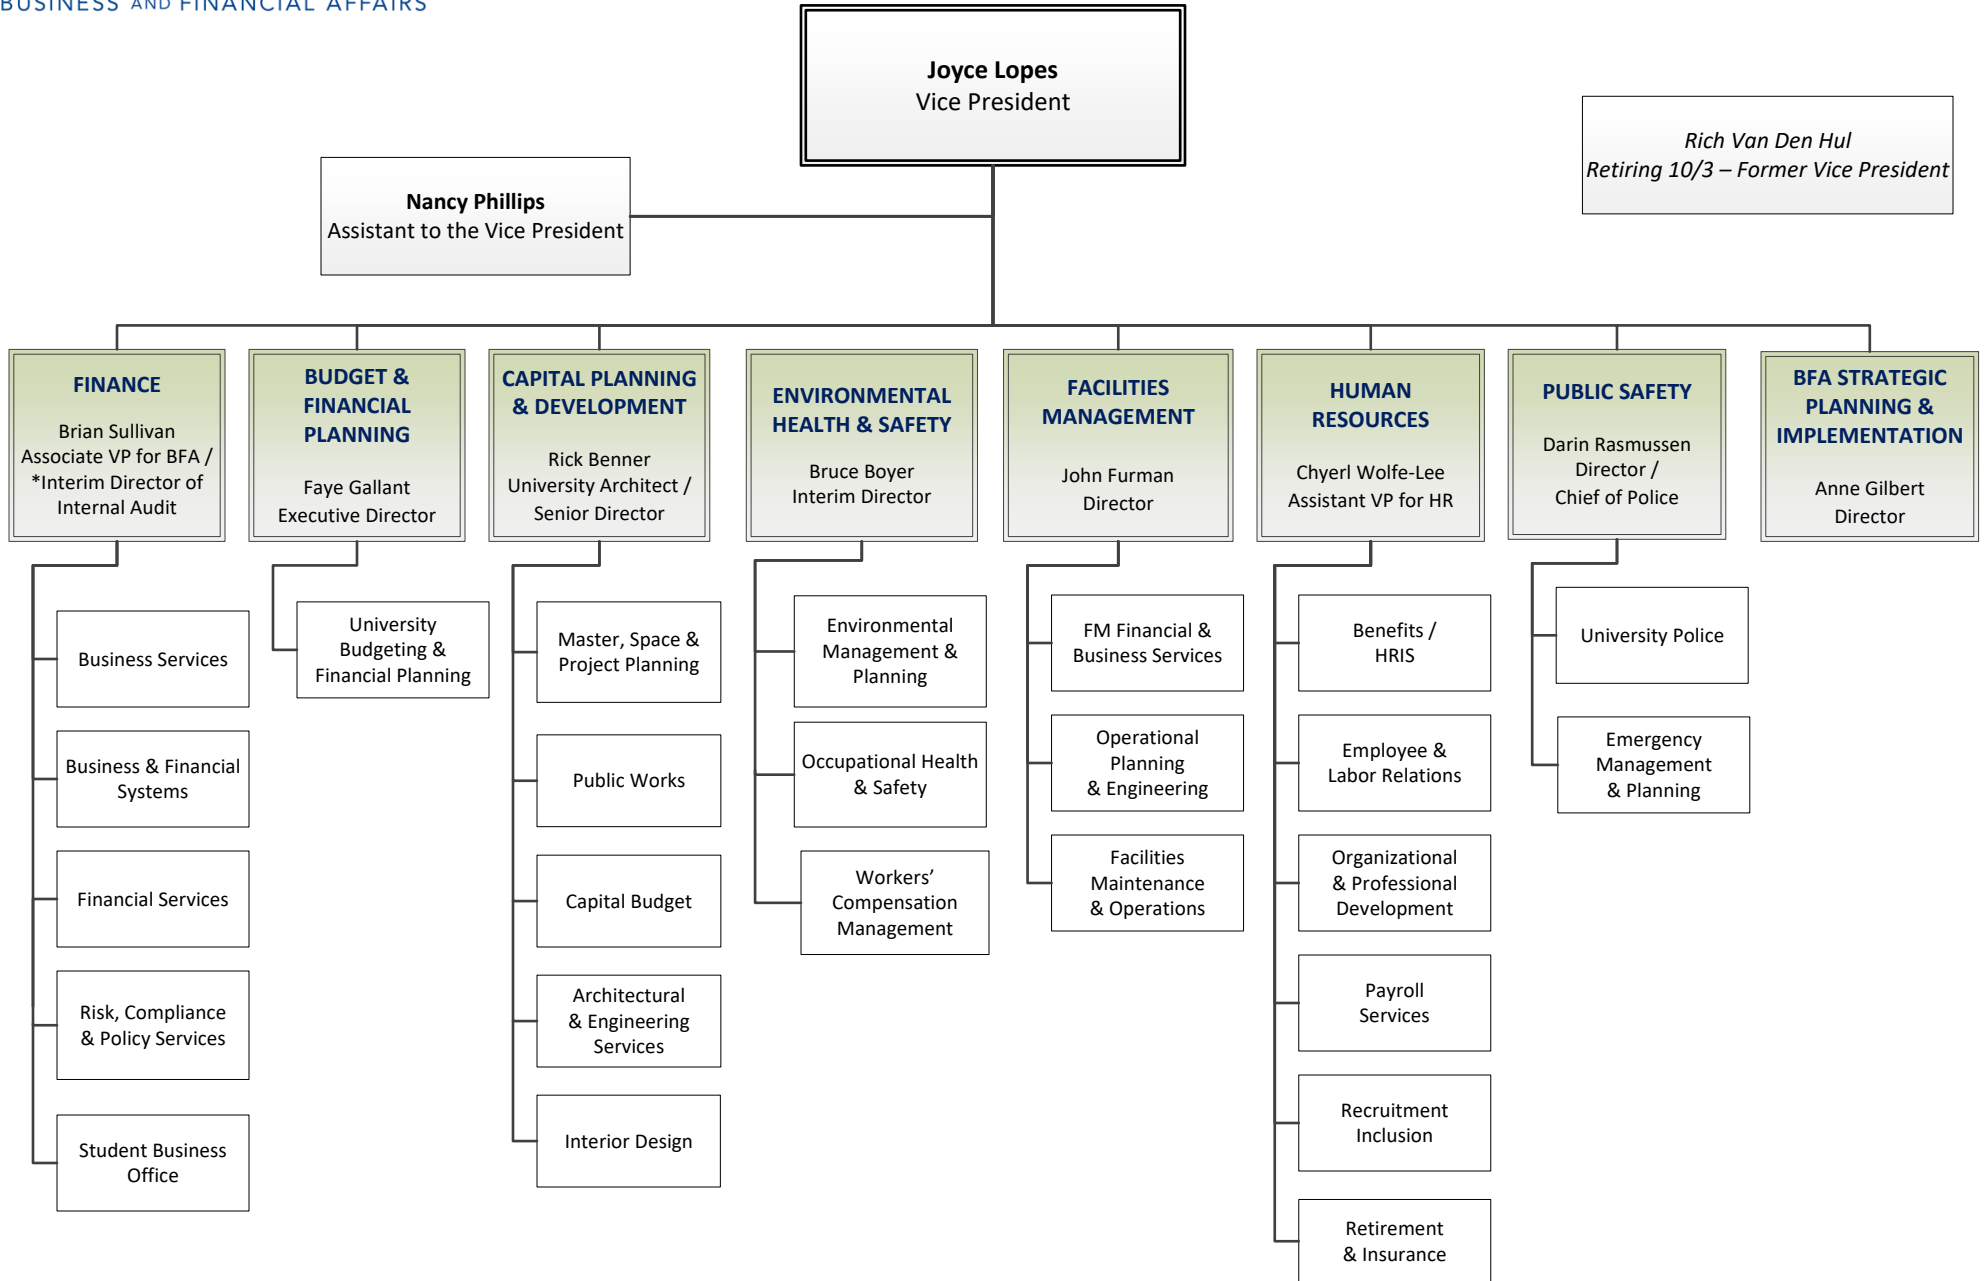 BUSINESS AND FINANCIAL AFFAIRS
Joyce Lopes
Vice President
Rich Van Den Hul
Retiring 10/3 – Former Vice President
Nancy Phillips
Assistant to the Vice President
FINANCE
Brian Sullivan
Associate VP for BFA /
*Interim Director of
Internal Audit
BUDGET &
FINANCIAL
PLANNING
Faye Gallant
Executive Director
CAPITAL PLANNING
& DEVELOPMENT
Rick Benner
University Architect /
Senior Director
ENVIRONMENTAL
HEALTH & SAFETY
Bruce Boyer
Interim Director
FACILITIES
MANAGEMENT
John Furman
Director
HUMAN
RESOURCES
Chyerl Wolfe-Lee
Assistant VP for HR
PUBLIC SAFETY
Darin Rasmussen
Director /
Chief of Police
BFA STRATEGIC
PLANNING &
IMPLEMENTATION
Anne Gilbert
Director
Business Services
Business & Financial
Systems
Financial Services
Risk, Compliance
& Policy Services
Student Business
Office
University
Budgeting &
Financial Planning
Master, Space &
Project Planning
Public Works
Capital Budget
Architectural
& Engineering
Services
Interior Design
Environmental
Management &
Planning
Occupational Health
& Safety
Workers’
Compensation
Management
FM Financial &
Business Services
Operational
Planning
& Engineering
Facilities
Maintenance
& Operations
Benefits /
HRIS
Employee &
Labor Relations
Organizational
& Professional
Development
Payroll
Services
Recruitment
Inclusion
Retirement
& Insurance
University Police
Emergency
Management
& Planning